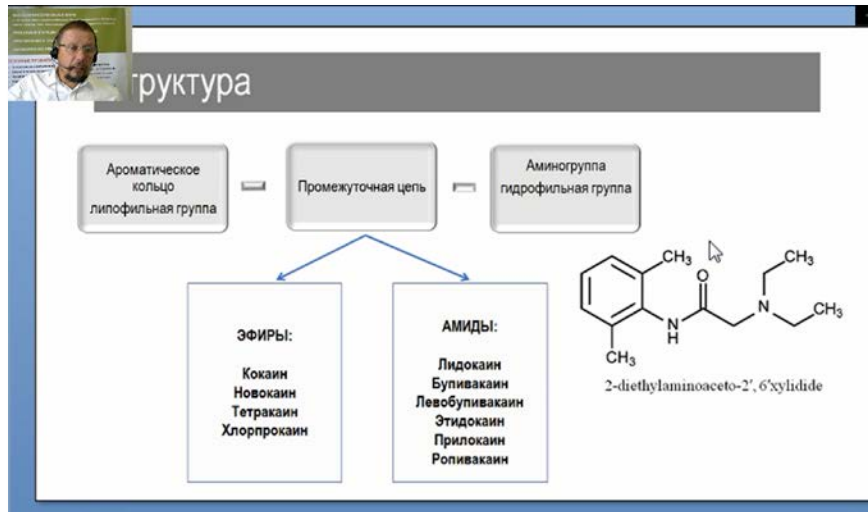 Структура
Ароматическое
кольцо
липофильная группа
Промежуточная цепь
Аминогруппа
гидрофильная группа
ЭФИРЫ:
Кокаин
Новокаин
Тетракаин
Хлорпрокаин
АМИДЫ:
Лидокаин
Бупивакаин
Левобупивакаин
Этидокаин
Прилокаин
Ропивакаин
CH₃
O
CH₃
N
CH₃
N
H
CH₃
2-diethylaminoaceto-2',6'xylidide